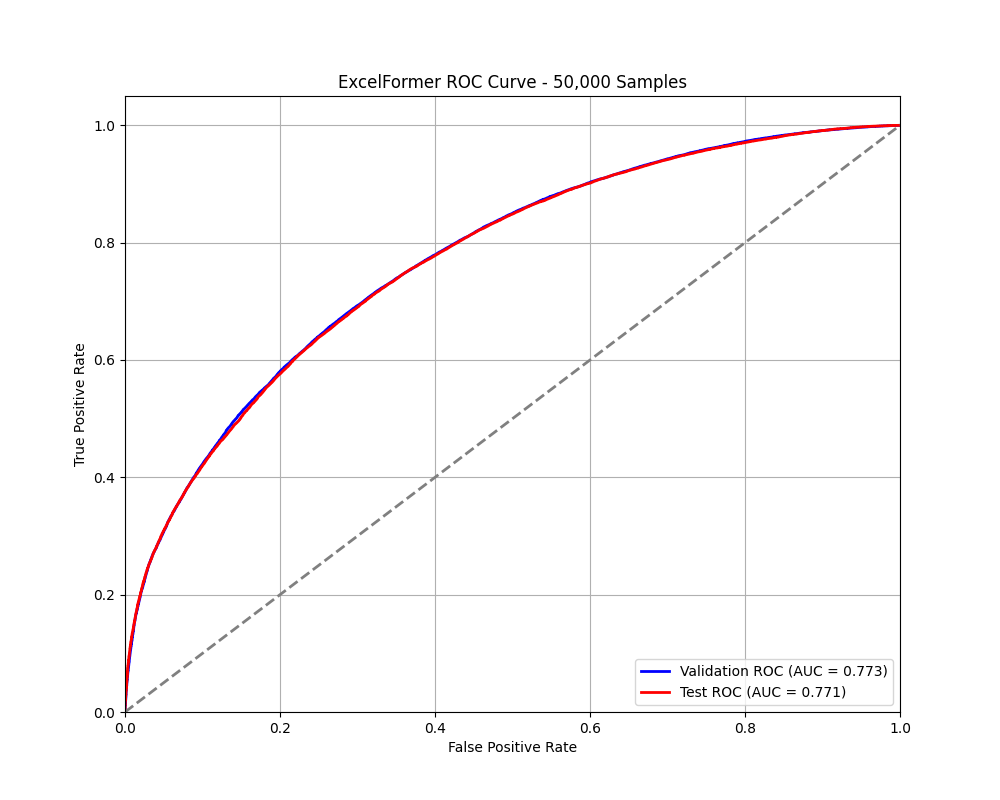 ExcelFormer ROC Curve - 50,000 Samples
1.0
0.8
0.6
0.4
0.2
0.0
True Positive Rate
0.0 0.2 0.4 0.6 0.8 1.0
False Positive Rate
Validation ROC (AUC = 0.773)
Test ROC (AUC = 0.771)